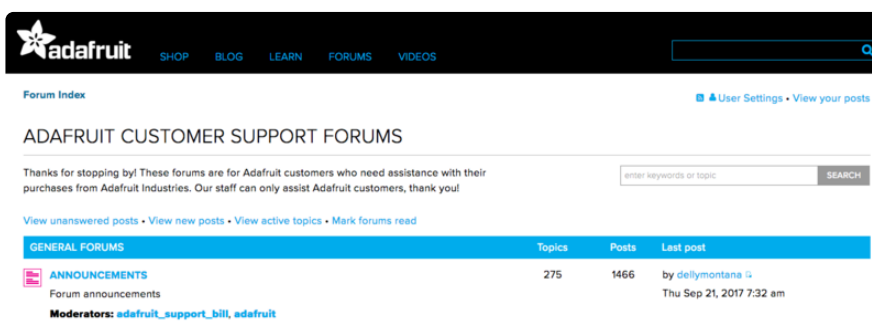 adafruit SHOP BLOG LEARN FORUMS VIDEOS
Forum Index
User Settings • View your posts
ADAFRUIT CUSTOMER SUPPORT FORUMS
Thanks for stopping by! These forums are for Adafruit customers who need assistance with their
purchases from Adafruit Industries. Our staff can only assist Adafruit customers, thank you!
enter keywords or topic SEARCH
View unanswered posts • View new posts • View active topics • Mark forums read
GENERAL FORUMS Topics Posts Last post
ANNOUNCEMENTS 275 1466 by dellymontana
Forum announcements Thu Sep 21, 2017 7:32 am
Moderators: adafruit_support_bill, adafruit